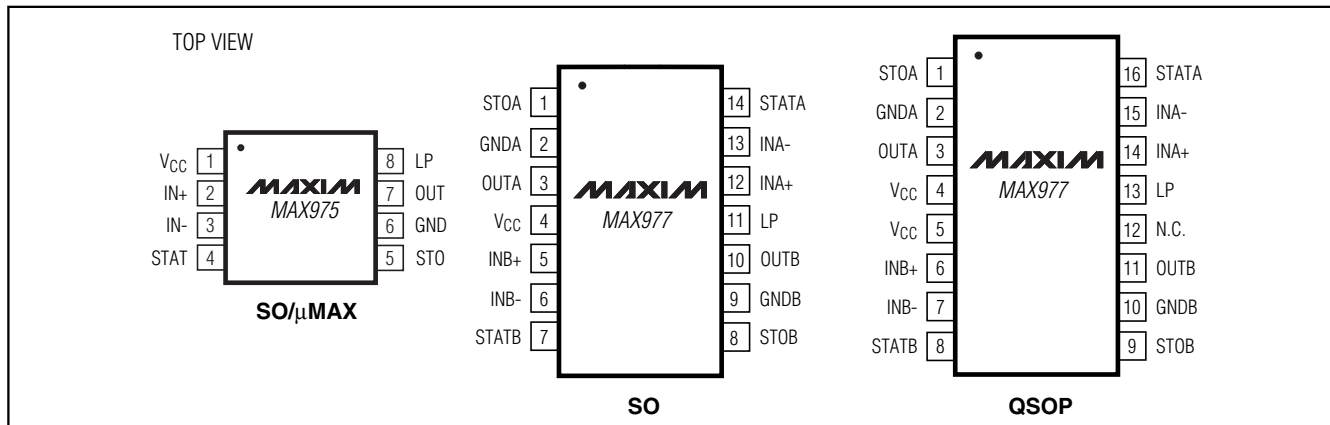 TOP VIEW
VCC 1
IN+ 2
IN- 3
STAT 4
8 LP
7 OUT
6 GND
5 STO
MAXIM
MAX975
SO/µMAX
STOA 1
GNDA 2
OUTA 3
VCC 4
INB+ 5
INB- 6
STATB 7
14 STATA
13 INA-
12 INA+
11 LP
10 OUTB
9 GNDB
8 STOB
MAXIM
MAX977
SO
STOA 1
GNDA 2
OUTA 3
VCC 4
VCC 5
INB+ 6
INB- 7
STATB 8
16 STATA
15 INA-
14 INA+
13 LP
12 N.C.
11 OUTB
10 GNDB
9 STOB
MAXIM
MAX977
QSOP